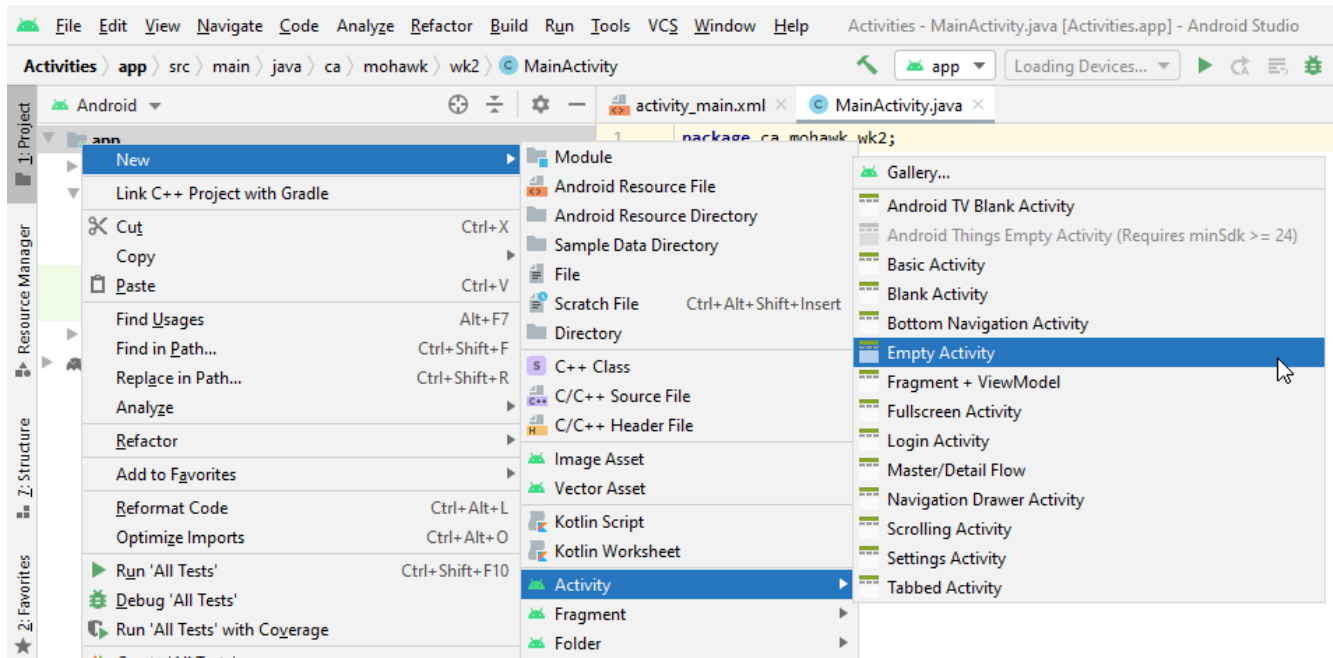 File Edit View Navigate Code Analyze Refactor Build Run Tools VCS Window Help Activities - MainActivity.java [Activities.app] - Android Studio
Activities app src main java ca mohawk wk2 MainActivity app Loading Devices...
Android activity_main.xml MainActivity.java
1: Project
Resource Manager
7: Structure
2: Favorites
app
1 package ca.mohawk.wk2;
New
Link C++ Project with Gradle
Cut Ctrl+X
Copy
Paste Ctrl+V
Find Usages Alt+F7
Find in Path... Ctrl+Shift+F
Replace in Path... Ctrl+Shift+R
Analyze
Refactor
Add to Favorites
Reformat Code Ctrl+Alt+L
Optimize Imports Ctrl+Alt+O
Run 'All Tests' Ctrl+Shift+F10
Debug 'All Tests'
Run 'All Tests' with Coverage
Module
Android Resource File
Android Resource Directory
Sample Data Directory
File
Scratch File Ctrl+Alt+Shift+Insert
Directory
C++ Class
C/C++ Source File
C/C++ Header File
Image Asset
Vector Asset
Kotlin Script
Kotlin Worksheet
Activity
Fragment
Folder
Gallery...
Android TV Blank Activity
Android Things Empty Activity (Requires minSdk >= 24)
Basic Activity
Blank Activity
Bottom Navigation Activity
Empty Activity
Fragment + ViewModel
Fullscreen Activity
Login Activity
Master/Detail Flow
Navigation Drawer Activity
Scrolling Activity
Settings Activity
Tabbed Activity